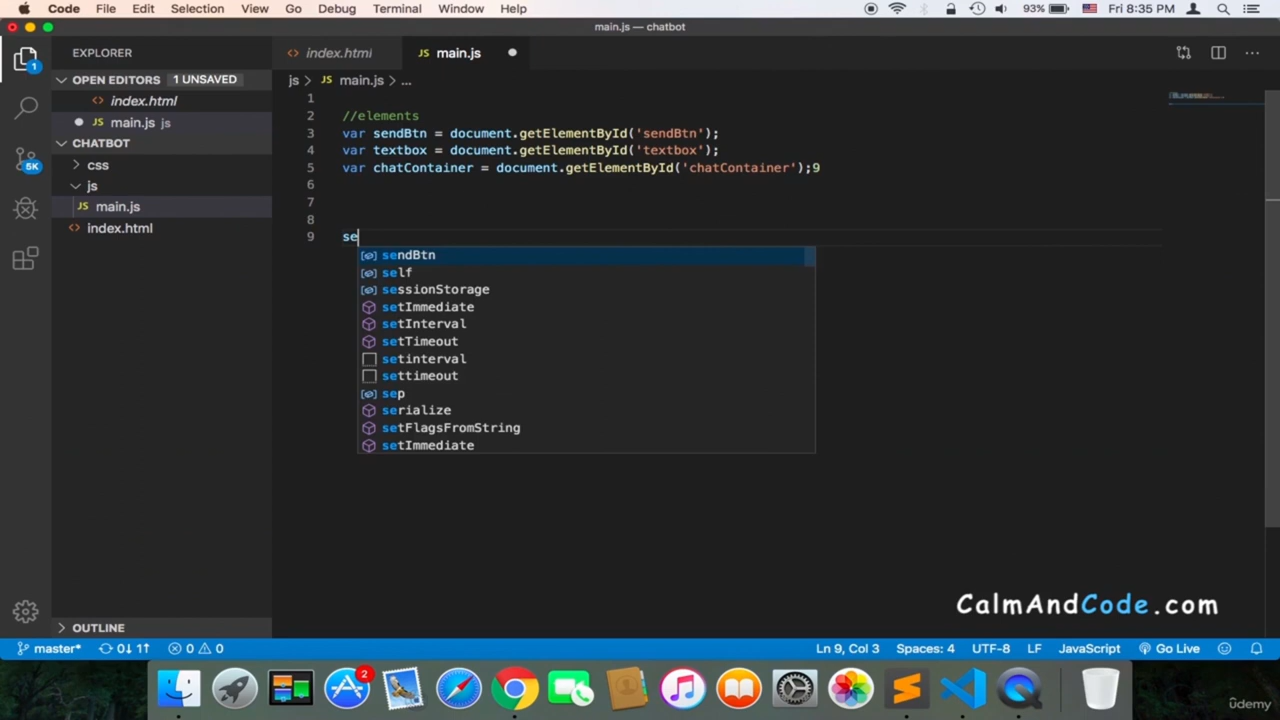 Code File Edit Selection View Go Debug Terminal Window Help 93% Fri 8:35 PM
main.js — chatbot
EXPLORER
index.html
main.js
1
OPEN EDITORS 1 UNSAVED
index.html
main.js js
CHATBOT
css
js
main.js
index.html
5K
js main.js ...
1
2 //elements
3 var sendBtn = document.getElementById('sendBtn');
4 var textbox = document.getElementById('textbox');
5 var chatContainer = document.getElementById('chatContainer');9
6
7
8
9 se
sendBtn
self
sessionStorage
setImmediate
setInterval
setTimeout
setinterval
settimeout
sep
serialize
setFlagsFromString
setImmediate
CalmAndCode.com
OUTLINE
master* 0↓ 1↑ 0 0 Ln 9, Col 3 Spaces: 4 UTF-8 LF JavaScript Go Live
2
ûdemy